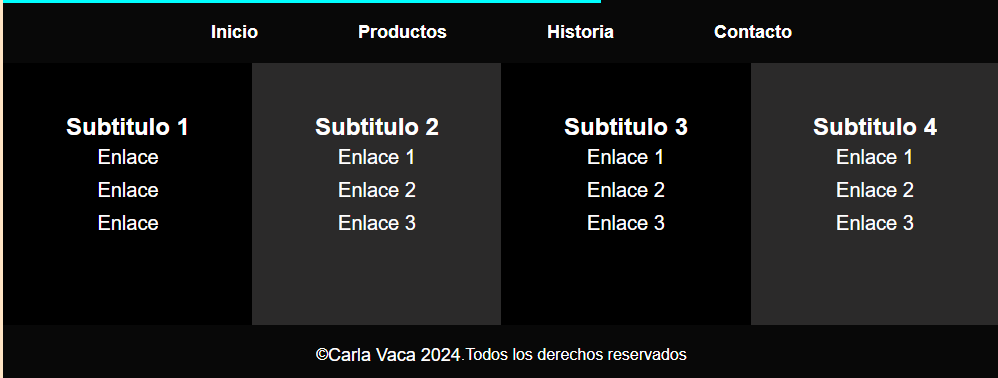 Inicio Productos Historia Contacto
Subtitulo 1
Enlace
Enlace
Enlace
Subtitulo 2
Enlace 1
Enlace 2
Enlace 3
Subtitulo 3
Enlace 1
Enlace 2
Enlace 3
Subtitulo 4
Enlace 1
Enlace 2
Enlace 3
©Carla Vaca 2024.Todos los derechos reservados